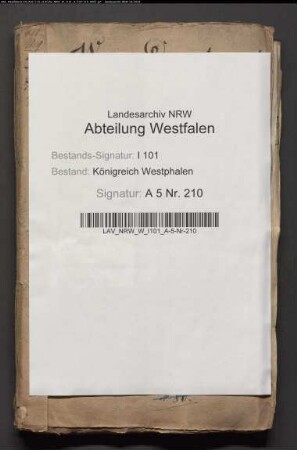 Landesarchiv NRW
Abteilung Westfalen
Bestands-Signatur: I 101
Bestand: Königreich Westphalen
Signatur: A 5 Nr. 210
LAV_NRW_W_I101_A-5-Nr-210